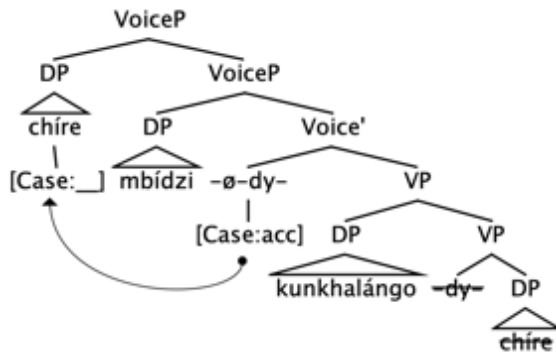 VoiceP
DP VoiceP
chíre DP Voice'
[Case:__] mbídzi -ø-dy- VP
[Case:acc] DP VP
kunkhalángo -dy- DP
chíre